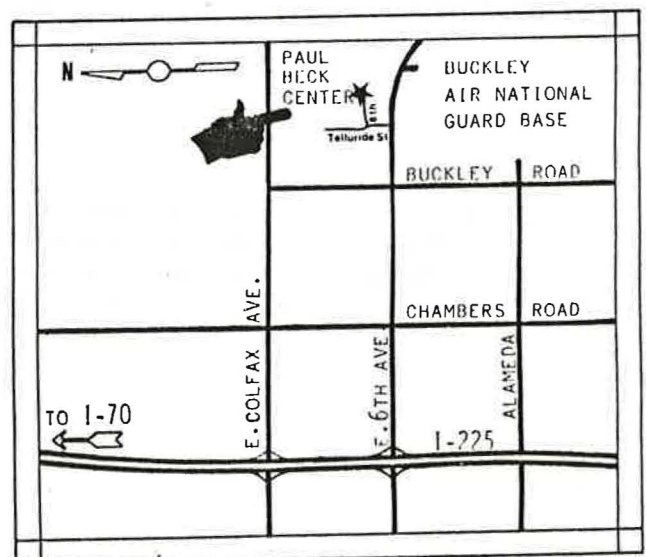 N
PAUL
BECK
CENTER
8th
Telluride St
BUCKLEY
AIR NATIONAL
GUARD BASE
BUCKLEY ROAD
E. COLFAX AVE.
CHAMBERS ROAD
E. 6TH AVE.
ALAMEDA
TO I-70
I-225